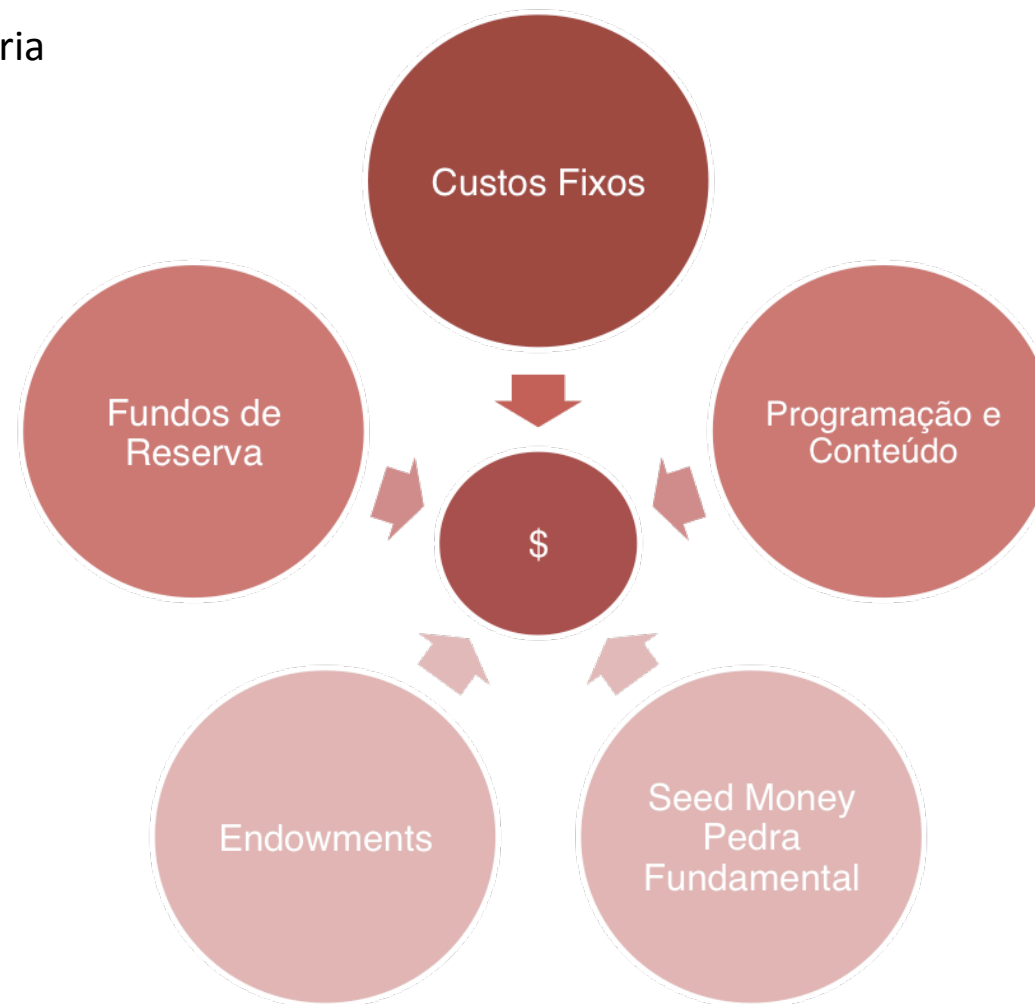 ria
Custos Fixos
Fundos de
Reserva
Programação e
Conteúdo
$
Endowments
Seed Money
Pedra
Fundamental